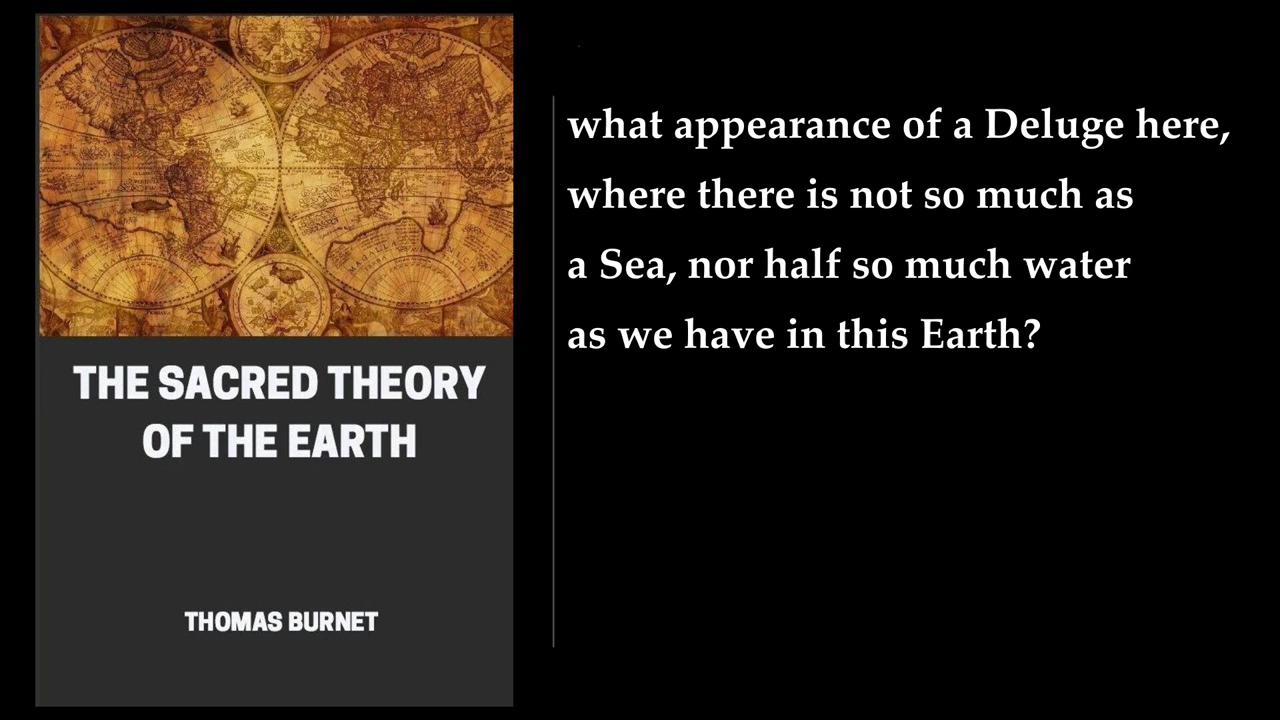 THE SACRED THEORY
OF THE EARTH
THOMAS BURNET
what appearance of a Deluge here,
where there is not so much as
a Sea, nor half so much water
as we have in this Earth?